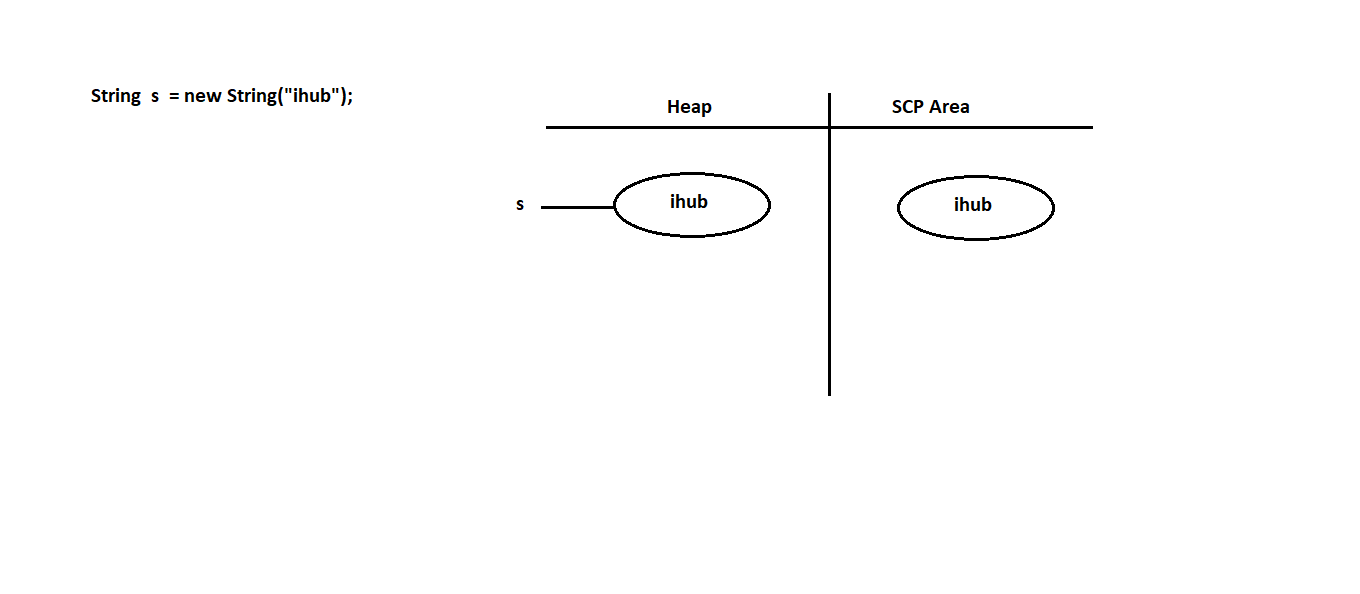 String  s  = new String("ihub");
Heap
SCP Area
s
ihub
ihub